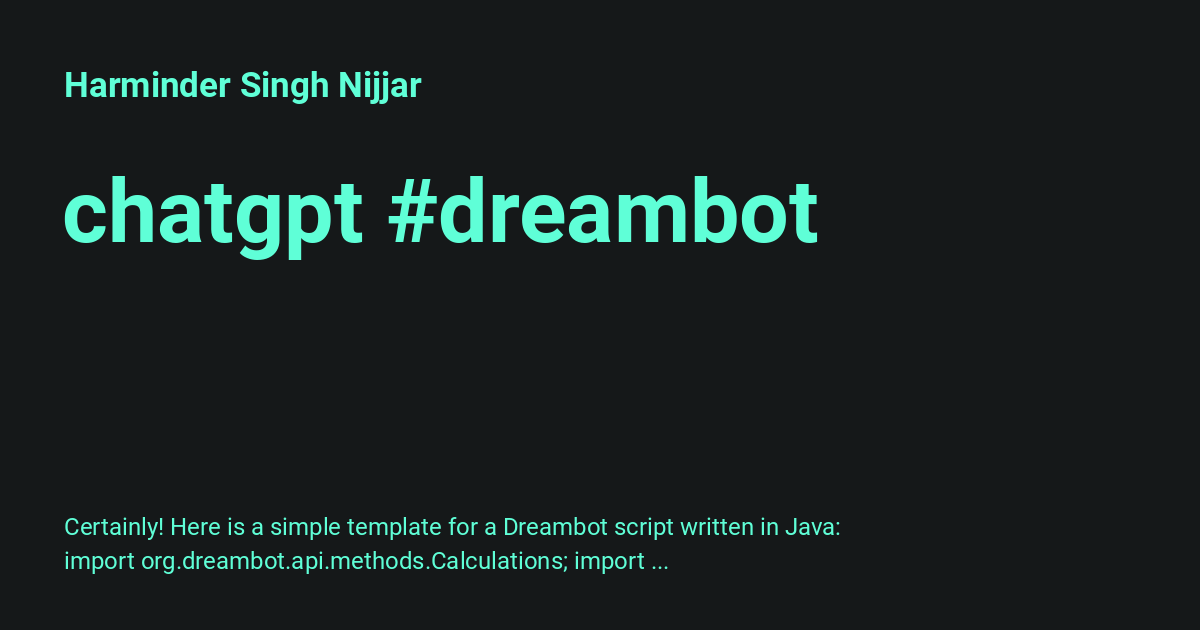 Harminder Singh Nijjar
chatgpt #dreambot
Certainly! Here is a simple template for a Dreambot script written in Java:
import org.dreambot.api.methods.Calculations; import ...